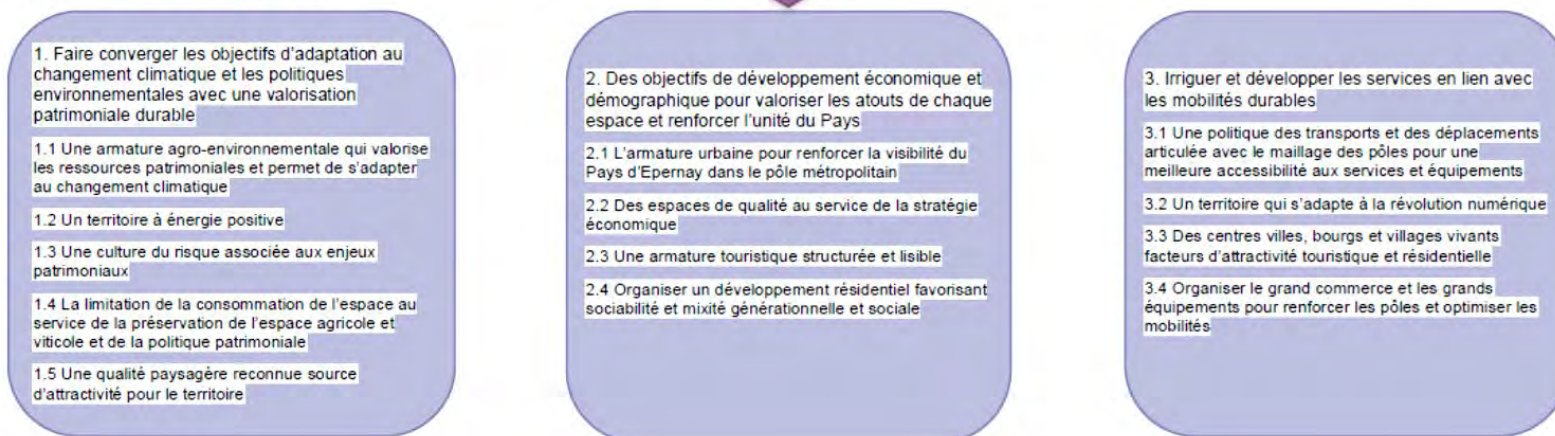 1. Faire converger les objectifs d'adaptation au
changement climatique et les politiques
environnementales avec une valorisation
patrimoniale durable
1.1 Une armature agro-environnementale qui valorise
les ressources patrimoniales et permet de s'adapter
au changement climatique
1.2 Un territoire à énergie positive
1.3 Une culture du risque associée aux enjeux
patrimoniaux
1.4 La limitation de la consommation de l'espace au
service de la préservation de l'espace agricole et
viticole et de la politique patrimoniale
1.5 Une qualité paysagère reconnue source
d'attractivité pour le territoire
2. Des objectifs de développement économique et
démographique pour valoriser les atouts de chaque
espace et renforcer l'unité du Pays
2.1 L'armature urbaine pour renforcer la visibilité du
Pays d'Epernay dans le pôle métropolitain
2.2 Des espaces de qualité au service de la stratégie
économique
2.3 Une armature touristique structurée et lisible
2.4 Organiser un développement résidentiel favorisant
sociabilité et mixité générationnelle et sociale
3. Irriguer et développer les services en lien avec
les mobilités durables
3.1 Une politique des transports et des déplacements
articulée avec le maillage des pôles pour une
meilleure accessibilité aux services et équipements
3.2 Un territoire qui s'adapte à la révolution numérique
3.3 Des centres villes, bourgs et villages vivants
facteurs d'attractivité touristique et résidentielle
3.4 Organiser le grand commerce et les grands
équipements pour renforcer les pôles et optimiser les
mobilités